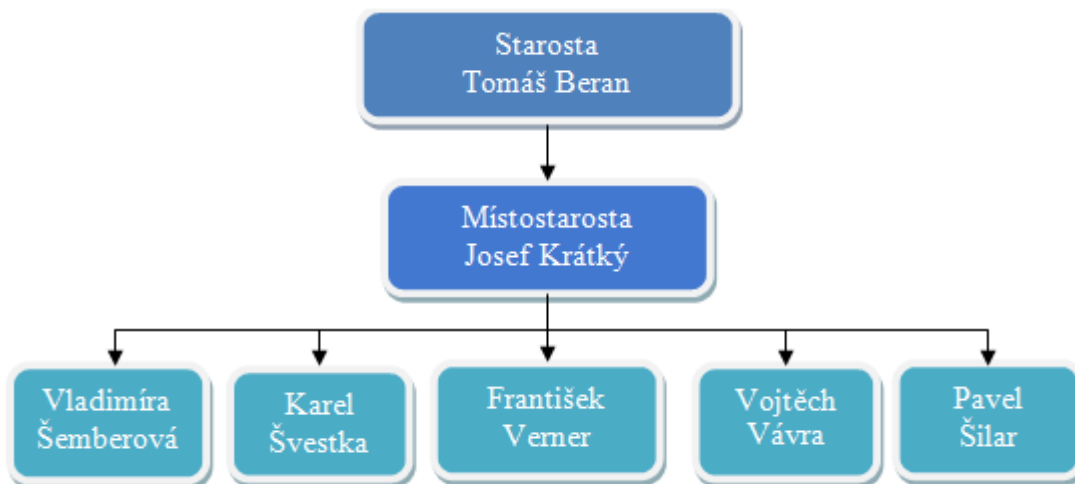 Starosta
Tomáš Beran
Místostarosta
Josef Krátký
Vladimíra
Šemberová
Karel
Švestka
František
Verner
Vojtěch
Vávra
Pavel
Šilar